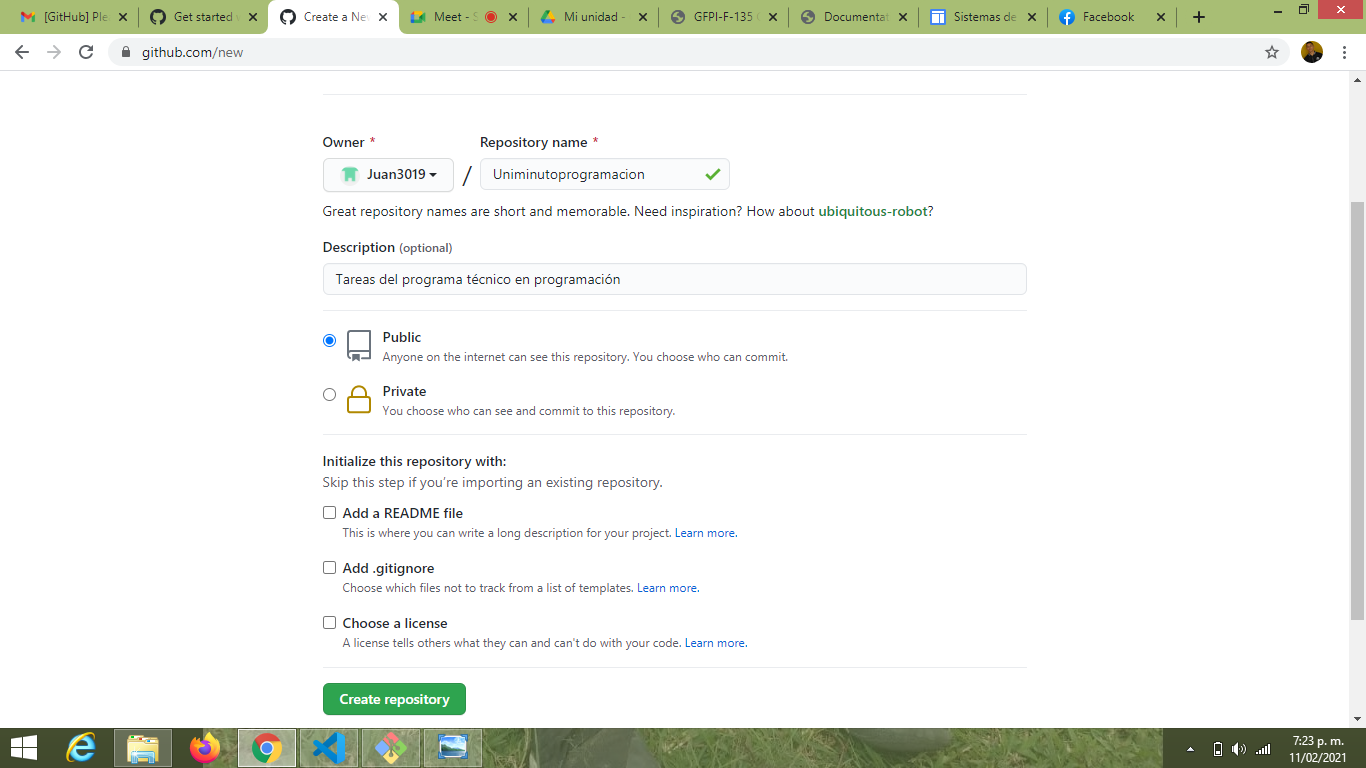 [GitHub] Ple
Get started
Create a Ne
Meet - S
Mi unidad -
GFPI-F-135
Documentat
Sistemas de
Facebook
github.com/new
Owner * Repository name *
Juan3019 / Uniminutoprogramacion
Great repository names are short and memorable. Need inspiration? How about ubiquitous-robot?
Description (optional)
Tareas del programa técnico en programación
Public
Anyone on the internet can see this repository. You choose who can commit.
Private
You choose who can see and commit to this repository.
Initialize this repository with:
Skip this step if you're importing an existing repository.
Add a README file
This is where you can write a long description for your project. Learn more.
Add .gitignore
Choose which files not to track from a list of templates. Learn more.
Choose a license
A license tells others what they can and can't do with your code. Learn more.
Create repository
7:23 p. m.
11/02/2021